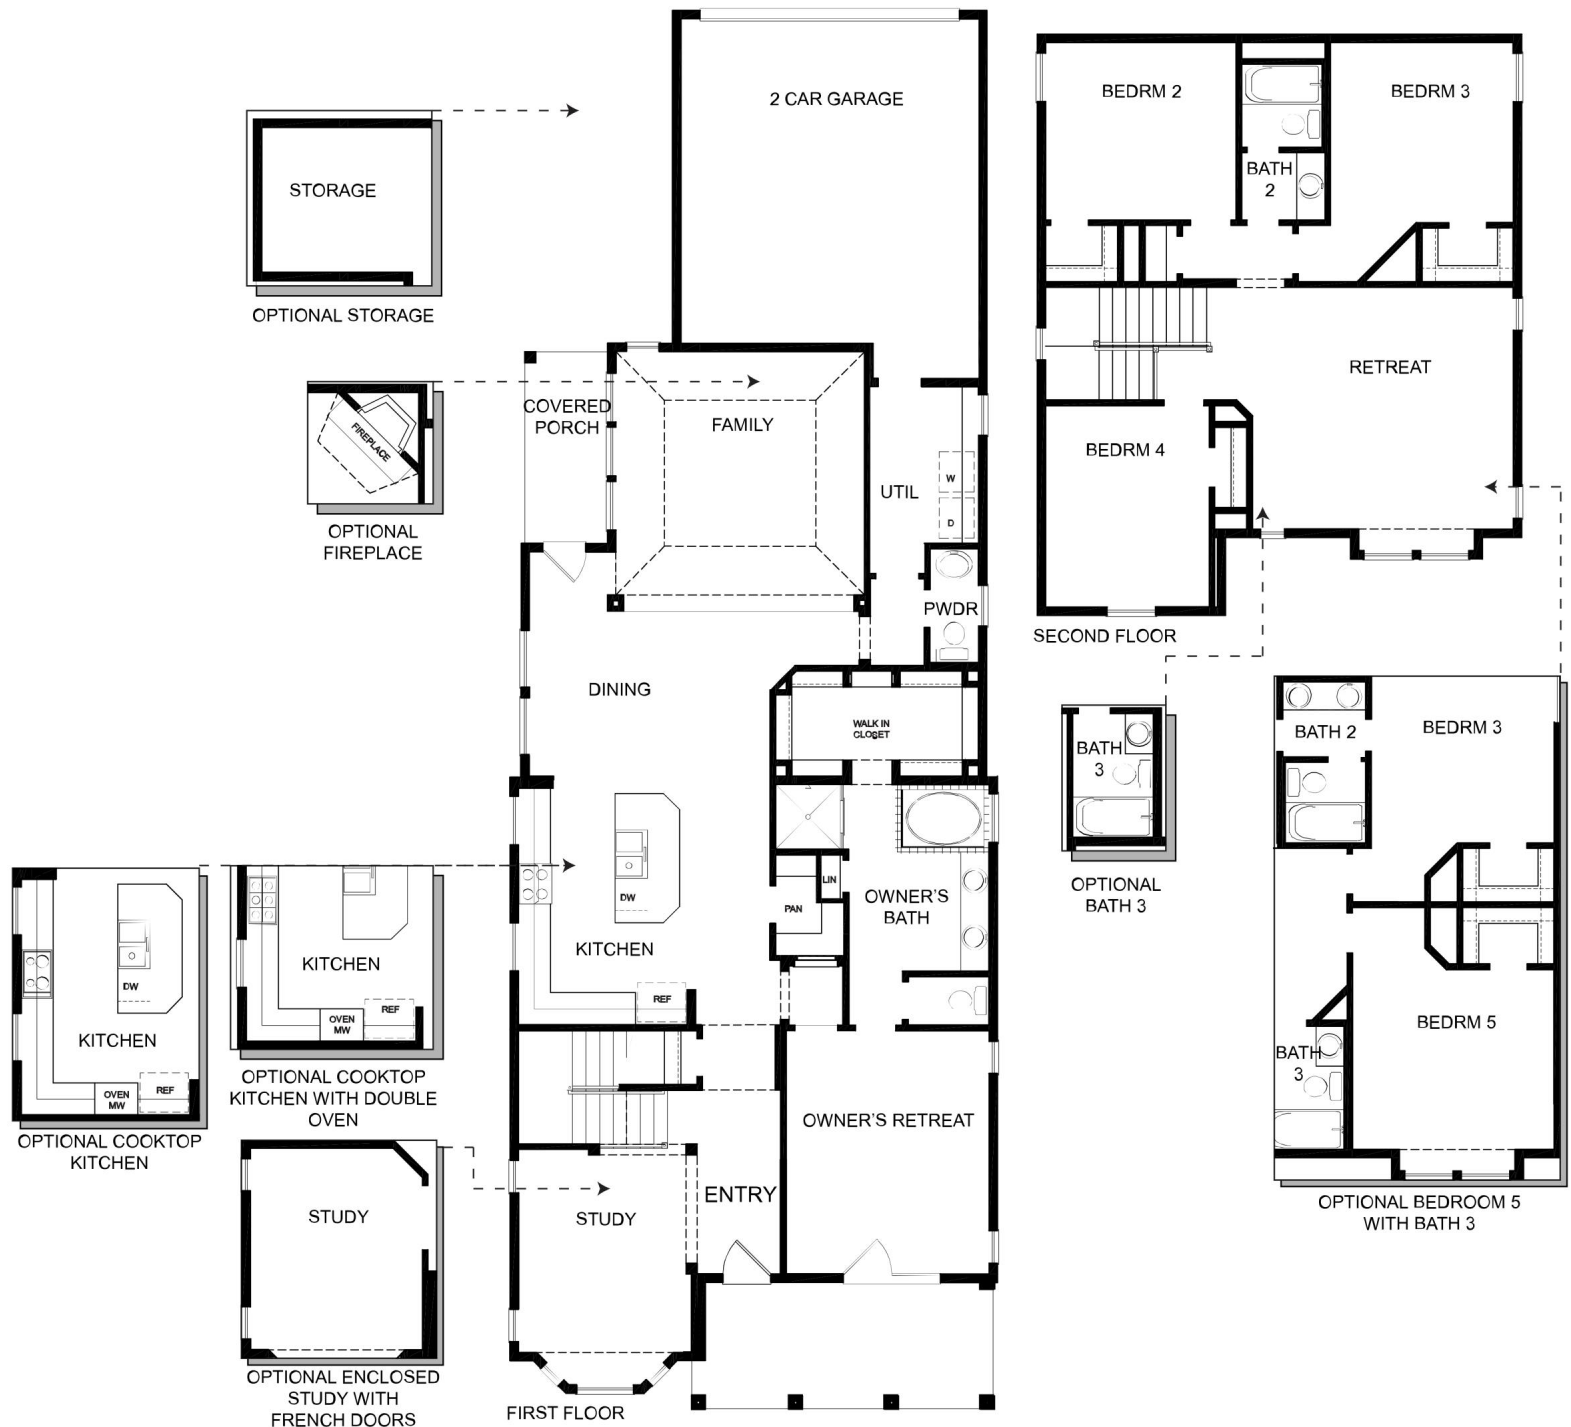 2 CAR GARAGE
STORAGE
OPTIONAL STORAGE
COVERED
PORCH
FAMILY
FIREPLACE
OPTIONAL
FIREPLACE
UTIL
W
D
PWDR
DINING
WALK IN
CLOSET
LIN
PAN
OWNER'S
BATH
DW
KITCHEN
REF
OWNER'S RETREAT
ENTRY
STUDY
FIRST FLOOR
DW
KITCHEN
OVEN
MW
REF
OPTIONAL COOKTOP
KITCHEN
KITCHEN
OVEN
MW
REF
OPTIONAL COOKTOP
KITCHEN WITH DOUBLE
OVEN
STUDY
OPTIONAL ENCLOSED
STUDY WITH
FRENCH DOORS
BEDRM 2
BATH
2
BEDRM 3
RETREAT
BEDRM 4
SECOND FLOOR
BATH
3
OPTIONAL
BATH 3
BATH 2
BEDRM 3
BEDRM 5
BATH
3
OPTIONAL BEDROOM 5
WITH BATH 3